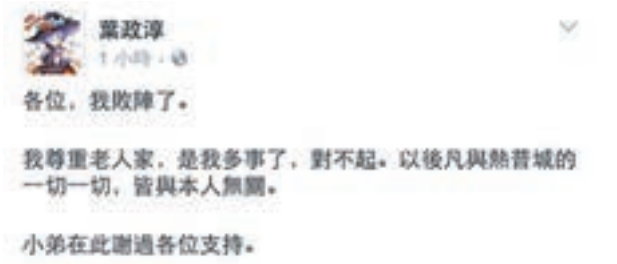 葉政淳
1 小時 ·
各位，我敗陣了。
我尊重老人家，是我多事了，對不起。以後凡與熱普城的
一切一切，皆與本人無關。
小弟在此謝過各位支持。